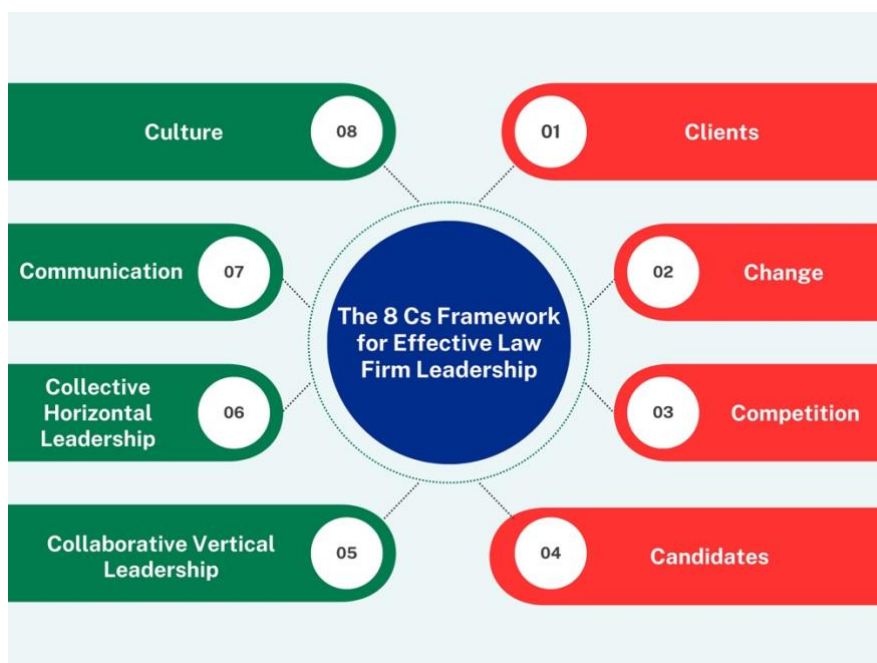 The 8 Cs Framework
for Effective Law
Firm Leadership
01
Clients
02
Change
03
Competition
04
Candidates
05
Collaborative Vertical
Leadership
06
Collective
Horizontal
Leadership
07
Communication
08
Culture